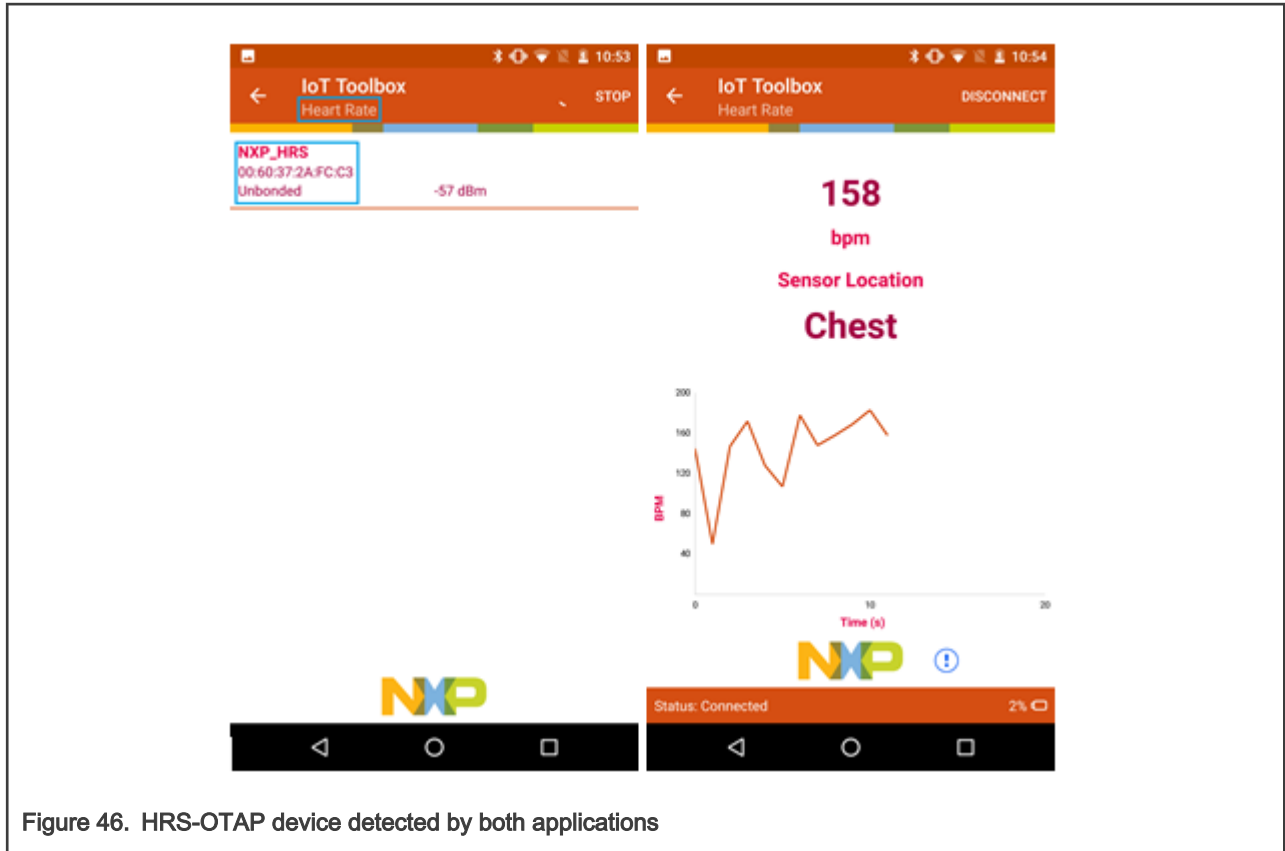 10:53
IoT Toolbox
Heart Rate
STOP
NXP_HRS
00:60:37:2A:FC:C3
Unbonded
-57 dBm
NXP
10:54
IoT Toolbox
Heart Rate
DISCONNECT
158
bpm
Sensor Location
Chest
200
160
120
80
40
BPM
0
10
20
Time (s)
NXP
Status: Connected
2%
Figure 46. HRS-OTAP device detected by both applications